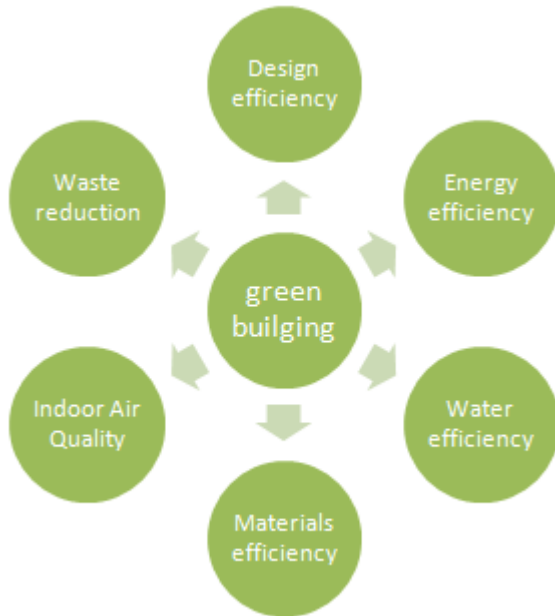 Design
efficiency
Waste
reduction
Energy
efficiency
green
builging
Indoor Air
Quality
Water
efficiency
Materials
efficiency